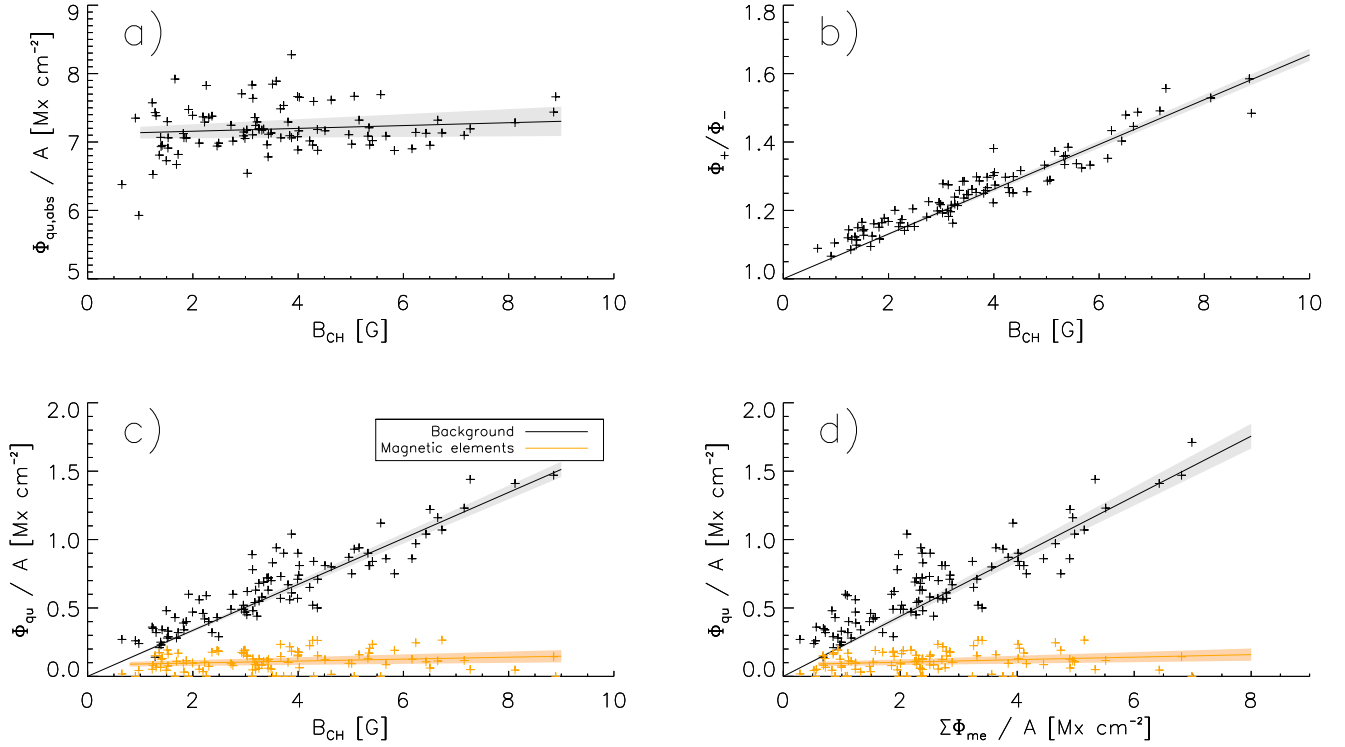 a)
9
8
7
6
5
Φqu,abs / A [Mx cm⁻²]
0 2 4 6 8 10
B_CH [G]
b)
1.8
1.6
1.4
1.2
1.0
Φ+/Φ−
0 2 4 6 8 10
B_CH [G]
c)
2.0
1.5
1.0
0.5
0.0
Φqu / A [Mx cm⁻²]
Background
Magnetic elements
0 2 4 6 8 10
B_CH [G]
d)
2.0
1.5
1.0
0.5
0.0
Φqu / A [Mx cm⁻²]
0 2 4 6 8
ΣΦme / A [Mx cm⁻²]